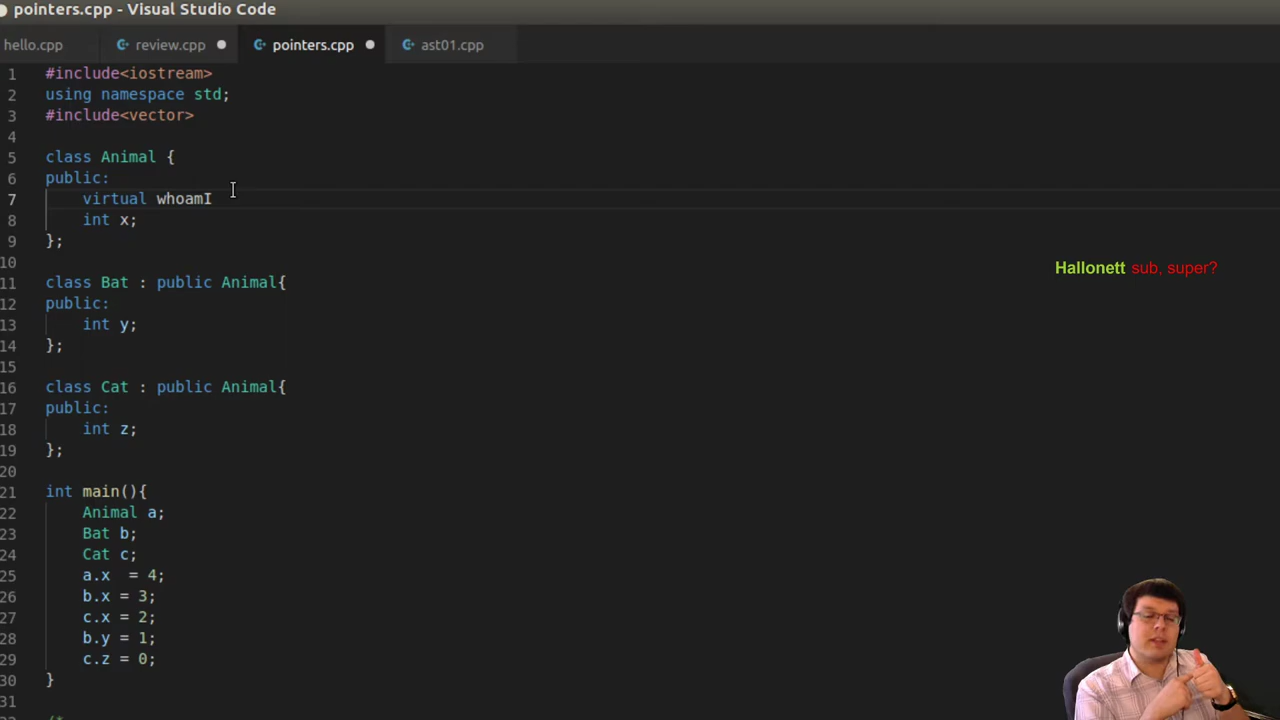 pointers.cpp - Visual Studio Code
hello.cpp review.cpp pointers.cpp ast01.cpp
1 #include<iostream>
2 using namespace std;
3 #include<vector>
4
5 class Animal {
6 public:
7 virtual whoamI
8 int x;
9 };
10
11 class Bat : public Animal{
12 public:
13 int y;
14 };
15
16 class Cat : public Animal{
17 public:
18 int z;
19 };
20
21 int main(){
22 Animal a;
23 Bat b;
24 Cat c;
25 a.x  = 4;
26 b.x = 3;
27 c.x = 2;
28 b.y = 1;
29 c.z = 0;
30 }
31
Hallonett sub, super?